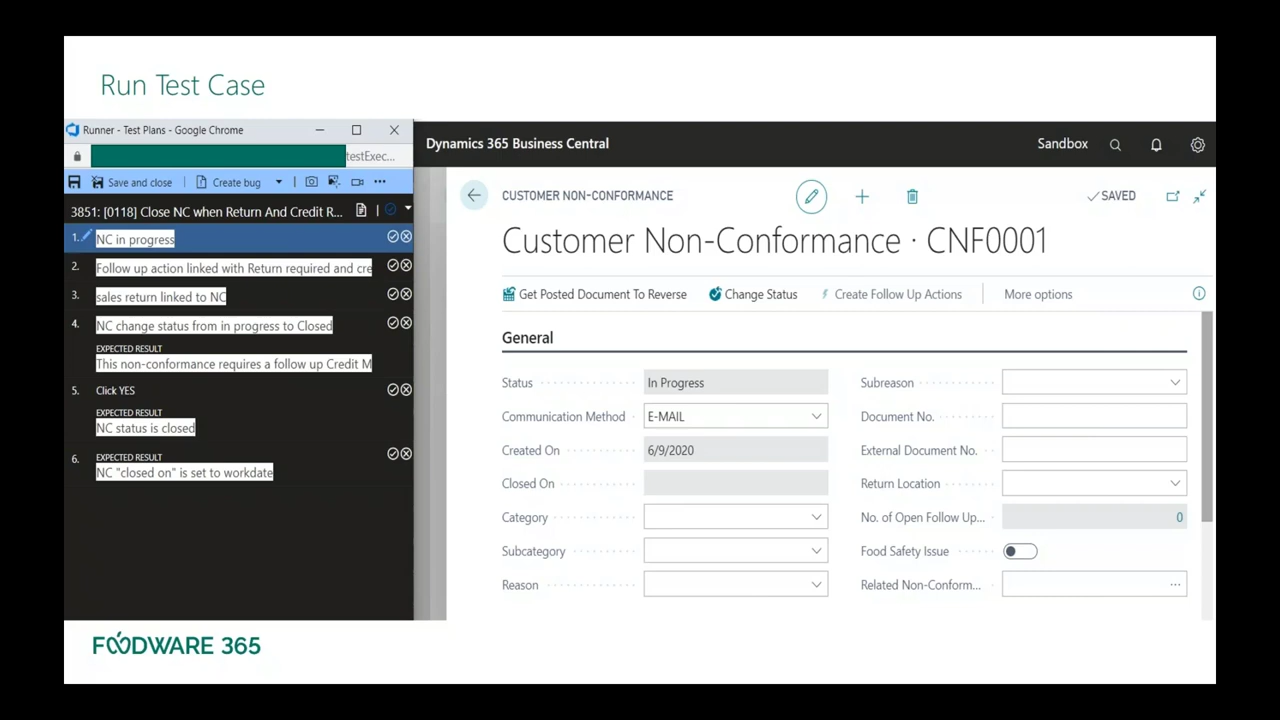 Run Test Case
Runner - Test Plans - Google Chrome
testExec...
Save and close
Create bug
3851: [0118] Close NC when Return And Credit R...
1. NC in progress
2. Follow up action linked with Return required and cre
3. sales return linked to NC
4. NC change status from in progress to Closed
EXPECTED RESULT
This non-conformance requires a follow up Credit M
5. Click YES
EXPECTED RESULT
NC status is closed
6. EXPECTED RESULT
NC "closed on" is set to workdate
Dynamics 365 Business Central
Sandbox
CUSTOMER NON-CONFORMANCE
SAVED
Customer Non-Conformance · CNF0001
Get Posted Document To Reverse
Change Status
Create Follow Up Actions
More options
General
Status
In Progress
Communication Method
E-MAIL
Created On
6/9/2020
Closed On
Category
Subcategory
Reason
Subreason
Document No.
External Document No.
Return Location
No. of Open Follow Up...
0
Food Safety Issue
Related Non-Conform...
FOODWARE 365